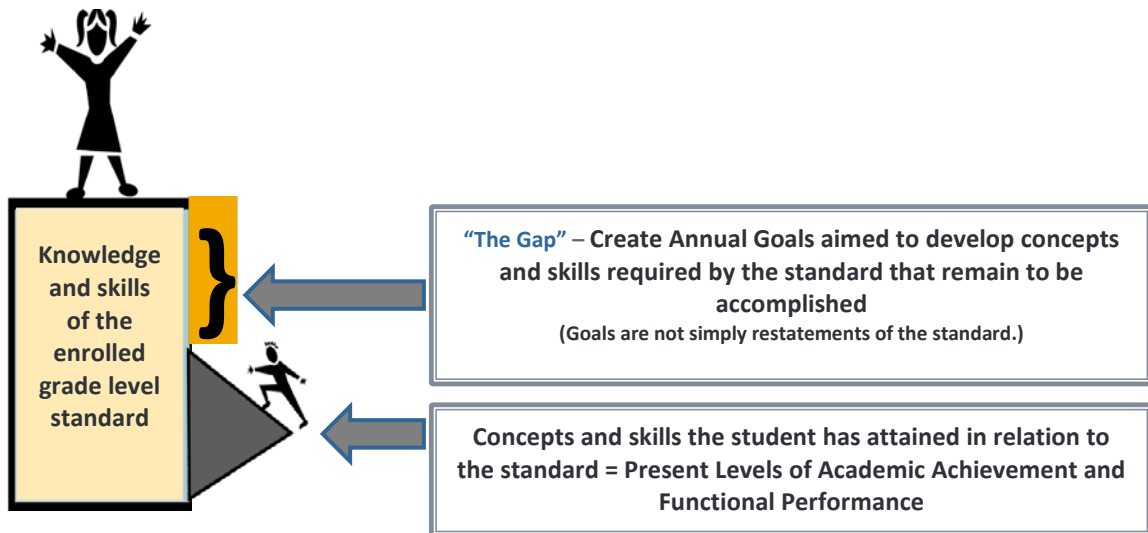 Knowledge
and skills
of the
enrolled
grade level
standard
}
“The Gap” – Create Annual Goals aimed to develop concepts
and skills required by the standard that remain to be
accomplished
(Goals are not simply restatements of the standard.)
Concepts and skills the student has attained in relation to
the standard = Present Levels of Academic Achievement and
Functional Performance